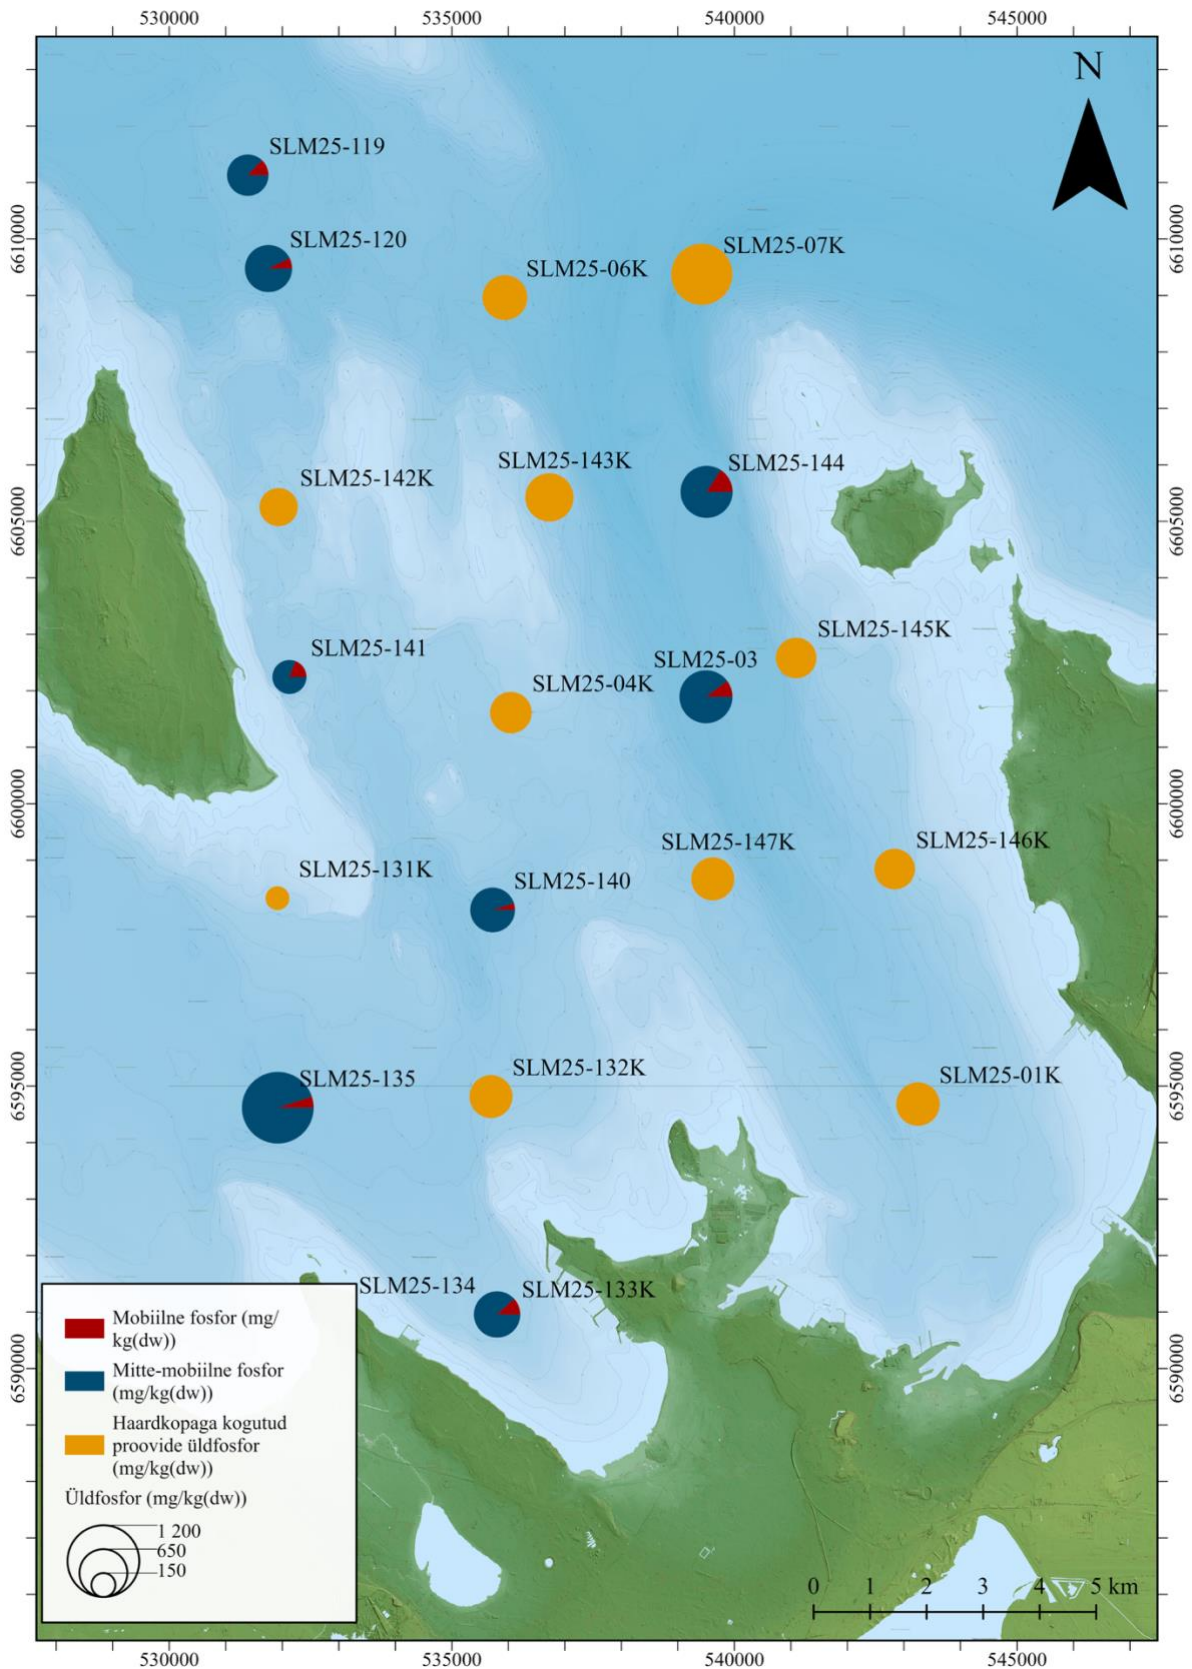 530000
535000
540000
545000
N
SLM25-119
SLM25-120
SLM25-07K
SLM25-06K
6610000
6610000
SLM25-143K
SLM25-144
SLM25-142K
6605000
6605000
SLM25-145K
SLM25-141
SLM25-03
SLM25-04K
6600000
6600000
SLM25-147K
SLM25-146K
SLM25-131K
SLM25-140
SLM25-132K
SLM25-01K
SLM25-135
6595000
6595000
SLM25-134
SLM25-133K
6590000
6590000
Mobiilne fosfor (mg/
kg(dw))
Mitte-mobiilne fosfor
(mg/kg(dw))
Haardkopaga kogutud
proovide üldfosfor
(mg/kg(dw))
Üldfosfor (mg/kg(dw))
1 200
650
150
0 1 2 3 4 5 km
530000
535000
540000
545000